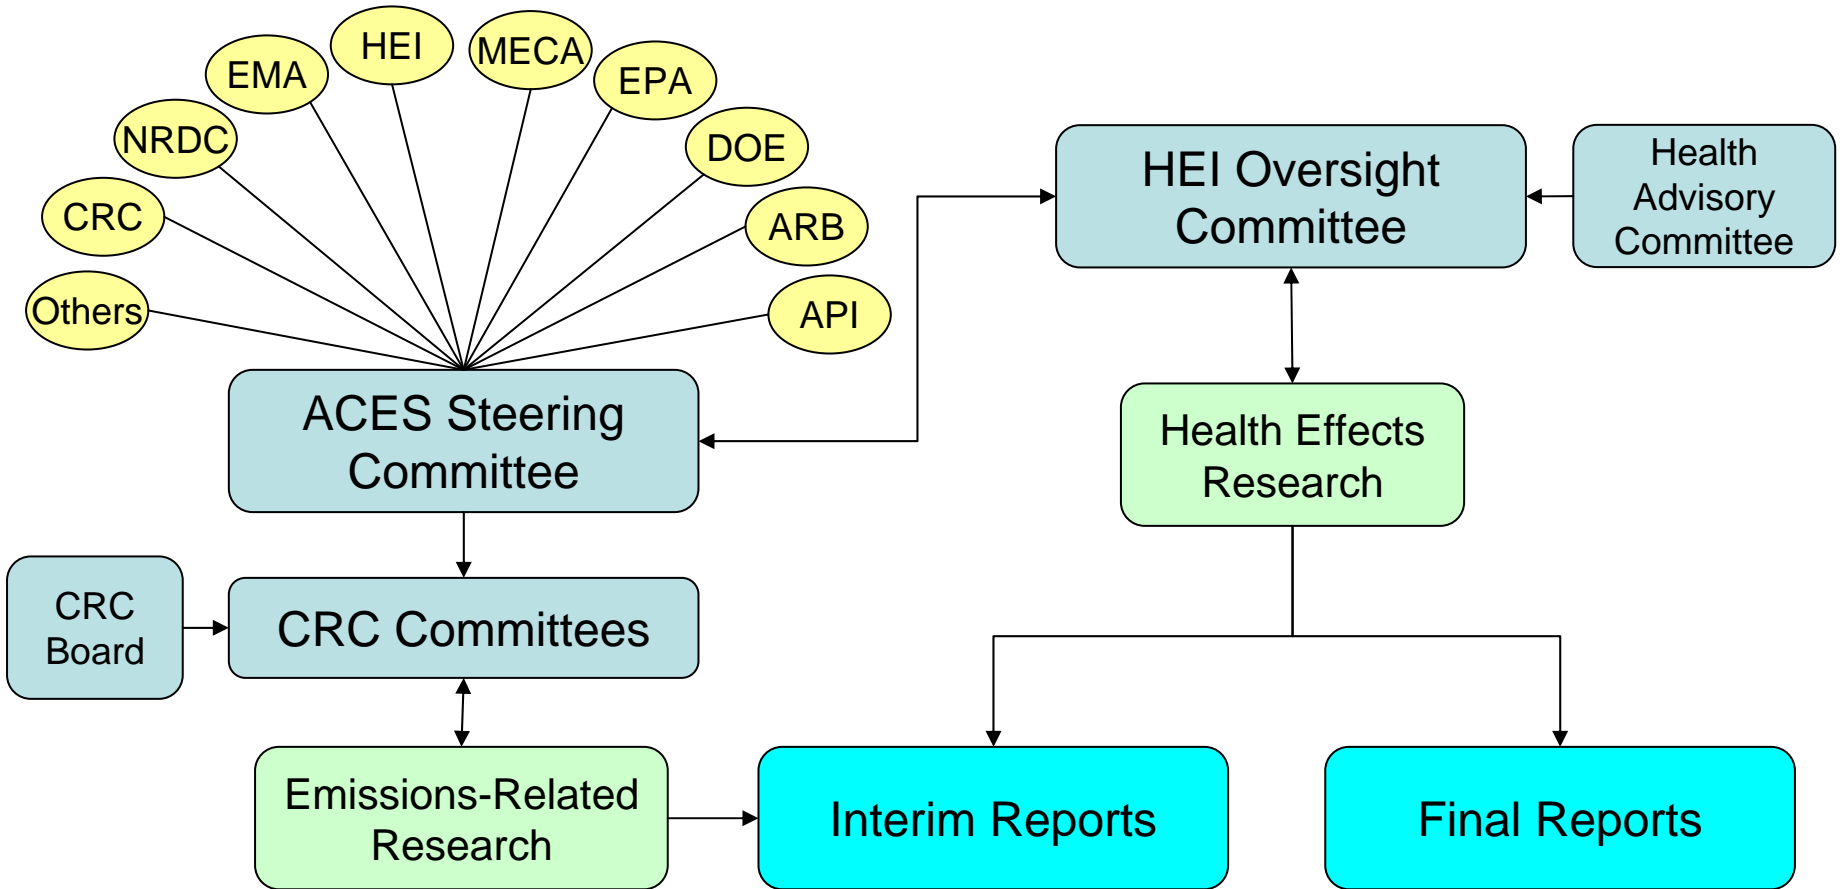 HEI
MECA
EMA
EPA
NRDC
DOE
CRC
ARB
Others
API
HEI Oversight
Committee
Health
Advisory
Committee
ACES Steering
Committee
Health Effects
Research
CRC
Board
CRC Committees
Emissions-Related
Research
Interim Reports
Final Reports